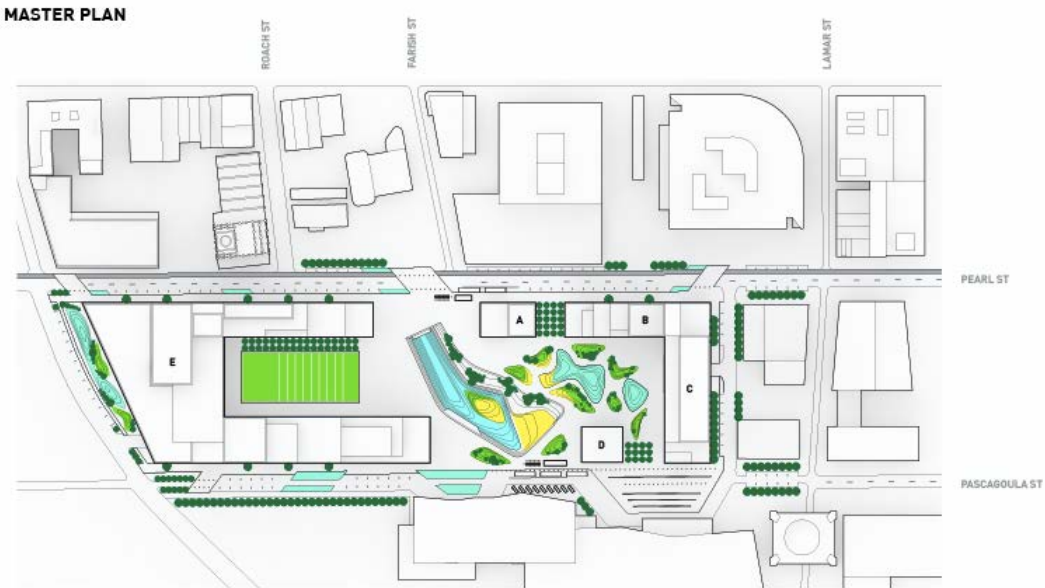 MASTER PLAN
ROACH ST
FARISH ST
LAMAR ST
PEARL ST
A
B
E
C
D
PASCAGOULA ST